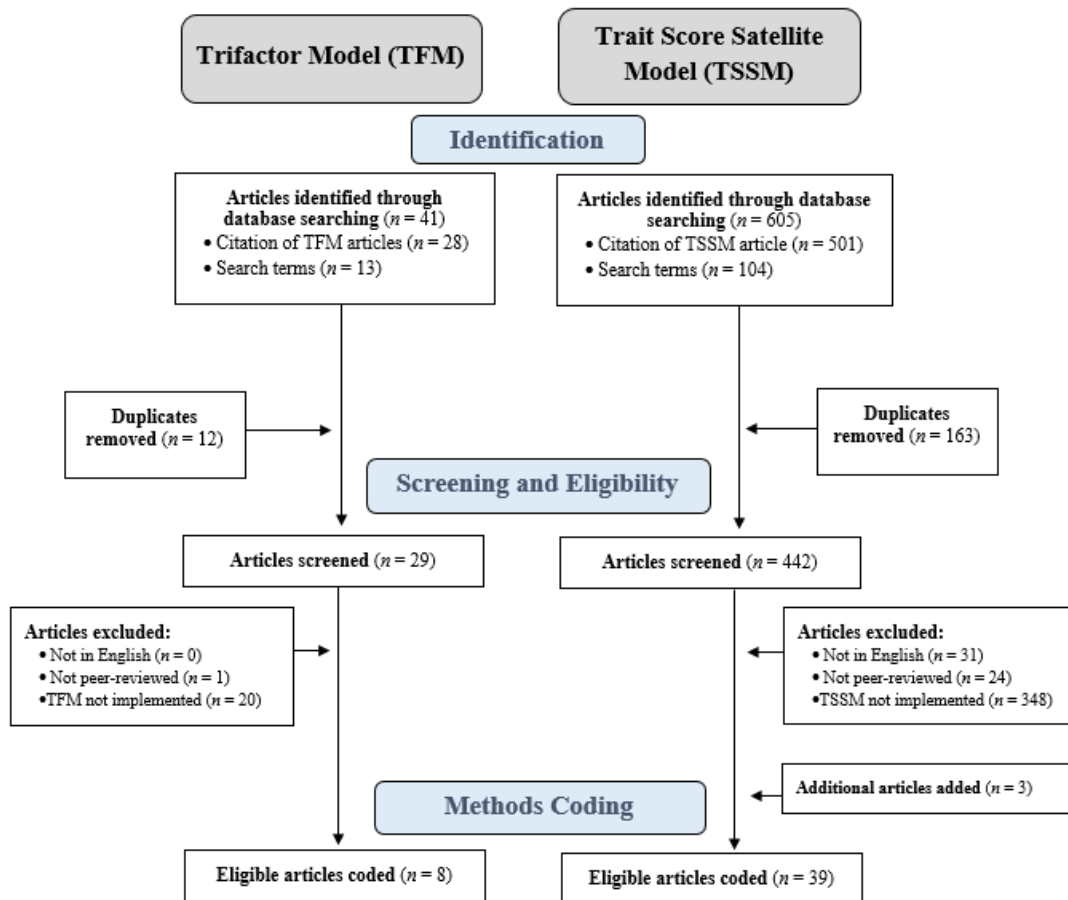 Trifactor Model (TFM)
Trait Score Satellite
Model (TSSM)
Identification
Articles identified through
database searching (n = 41)
• Citation of TFM articles (n = 28)
• Search terms (n = 13)
Articles identified through database
searching (n = 605)
• Citation of TSSM article (n = 501)
• Search terms (n = 104)
Duplicates
removed (n = 12)
Duplicates
removed (n = 163)
Screening and Eligibility
Articles screened (n = 29)
Articles screened (n = 442)
Articles excluded:
• Not in English (n = 0)
• Not peer-reviewed (n = 1)
•TFM not implemented (n = 20)
Articles excluded:
• Not in English (n = 31)
• Not peer-reviewed (n = 24)
•TSSM not implemented (n = 348)
Additional articles added (n = 3)
Methods Coding
Eligible articles coded (n = 8)
Eligible articles coded (n = 39)